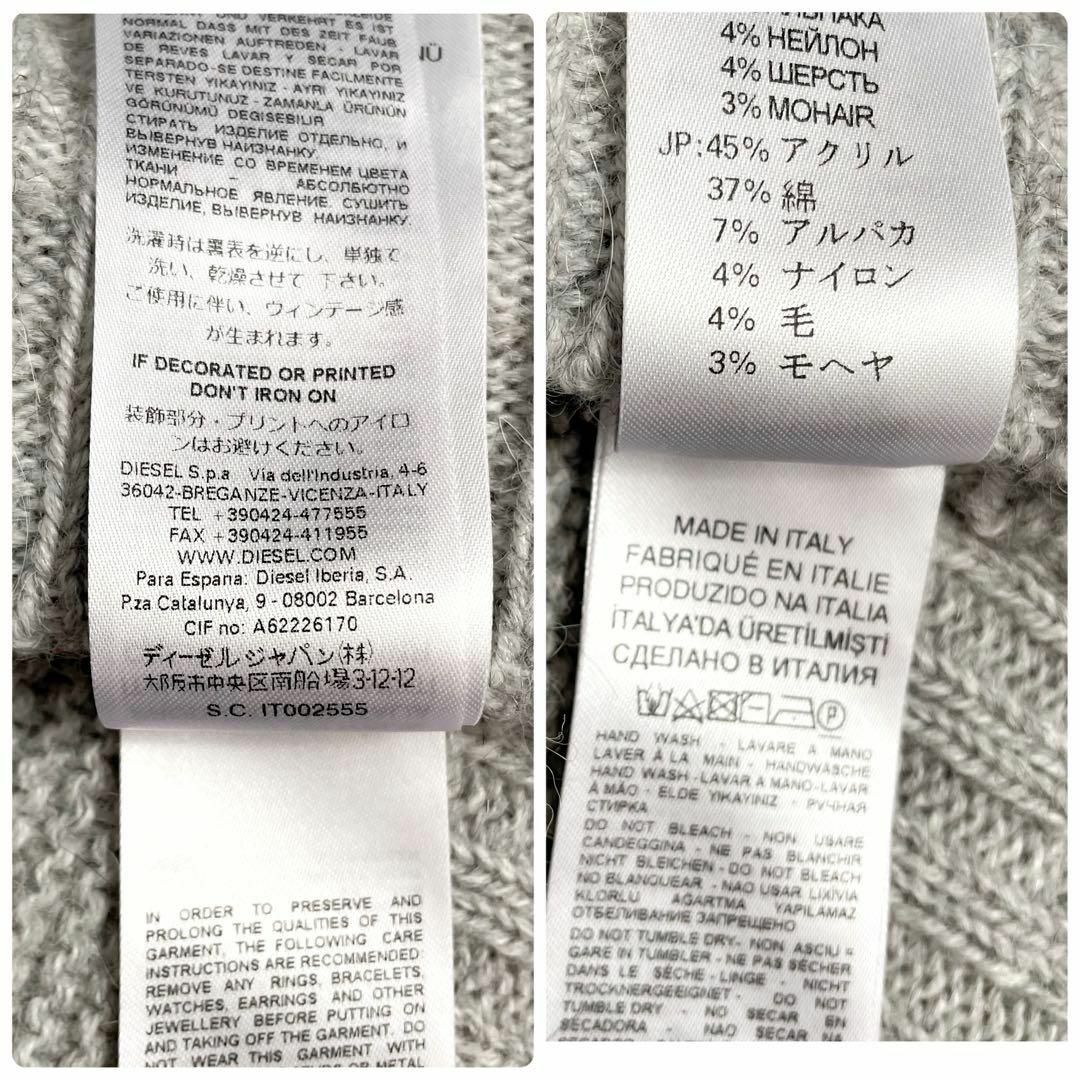 NORMAL DASS MIT DES ZEIT FAUB
VARIAZIONEN AUFTREDEN - LAVAR
DE REVES LAVAR Y SECAR POR
SEPARADO-SE DESTINE FACILMENTE
TERSTEN YIKAYINIZ - AYRI YIKAYINIZ
VE KURUTUNUZ - ZAMANLA ÜRÜNÜN
GÖRÜNÜMÜ DEGISEBILIR
СТИРАТЬ ИЗДЕЛИЕ ОТДЕЛЬНО, И
ВЫВЕРНУВ НАИЗНАНКУ
ИЗМЕНЕНИЕ СО ВРЕМЕНЕМ ЦВЕТА
ТКАНИ - АБСОЛЬЮТНО
НОРМАЛЬНОЕ ЯВЛЕНИЕ. СУШИТЬ
ИЗДЕЛИЕ, ВЫВЕРНУВ НАИЗНАНКУ.
洗濯時は裏表を逆にし、単独で
洗い、乾燥させて下さい。
ご使用に伴い、ウィンテージ感
が生まれます。
IF DECORATED OR PRINTED
DON'T IRON ON
装飾部分・プリントへのアイロ
ンはお避けください。
DIESEL S.p.a Via dell'Industria, 4-6
36042-BREGANZE-VICENZA-ITALY
TEL +390424-477555
FAX +390424-411955
WWW.DIESEL.COM
Para Espana: Diesel Iberia, S.A.
P.za Catalunya, 9 - 08002 Barcelona
CIF no: A62226170
ディーゼルジャパン(株)
大阪市中央区南船場3-12-12
S.C. IT002555
IN ORDER TO PRESERVE AND
PROLONG THE QUALITIES OF THIS
GARMENT, THE FOLLOWING CARE
INSTRUCTIONS ARE RECOMMENDED:
REMOVE ANY RINGS, BRACELETS,
WATCHES, EARRINGS AND OTHER
JEWELLERY BEFORE PUTTING ON
AND TAKING OFF THE GARMENT. DO
NOT WEAR THIS GARMENT WITH
OR METAL
NÜ
4% НЕЙЛОН
4% ШЕРСТЬ
3% MOHAIR
JP:45% アクリル
37% 綿
7% アルパカ
4% ナイロン
4% 毛
3% モヘヤ
MADE IN ITALY
FABRIQUÉ EN ITALIE
PRODUZIDO NA ITALIA
İTALYA'DA ÜRETİLMİŞTİ
СДЕЛАНО В ИТАЛИЯ
P
HAND WASH - LAVARE A MANO
LAVER À LA MAIN - HANDWÄSCHE
HAND WASH -LAVAR A MANO-LAVAR
À MÃO - ELDE YIKAYINIZ - РУЧНАЯ
СТИРКА
DO NOT BLEACH - NON USARE
CANDEGGINA - NE PAS BLANCHIR
NICHT BLEICHEN - DO NOT BLEACH
NO BLANQUEAR - NAO USAR LIXIVIA
KLORLU AGARTMA YAPILAMAZ
ОТБЕЛИВАНИЕ ЗАПРЕЩЕНО
DO NOT TUMBLE DRY- NON ASCIU =
GARE IN TUMBLER - NE PAS SÈCHER
DANS LE SÈCHE - LINGE - NICHT
TROCKNERGEEIGNET - DO NOT
TUMBLE DRY - NO SECAR EN
SECADORA - NAO SECAR NA